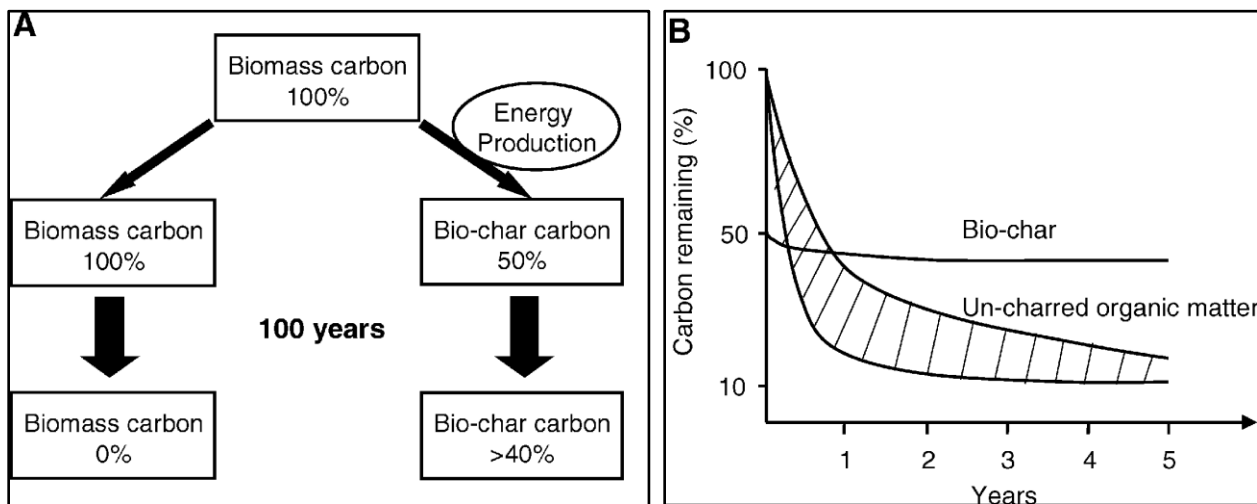 A
Biomass carbon
100%
Energy
Production
Biomass carbon
100%
Bio-char carbon
50%
100 years
Biomass carbon
0%
Bio-char carbon
>40%
B
Carbon remaining (%)
100
50
10
Bio-char
Un-charred organic matter
1 2 3 4 5
Years